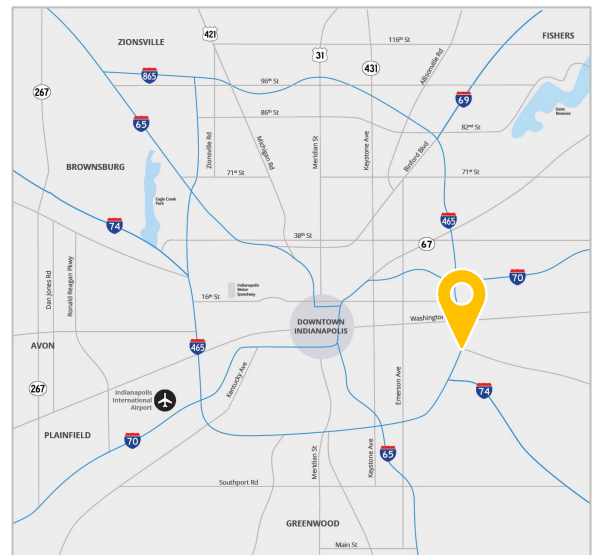 421
31
116th St
FISHERS
ZIONSVILLE
431
Allisonville Rd
865
96th St
267
69
Geist
Reservoir
65
86th St
82nd St
Zionsville Rd
Michigan Rd
Meridian St
Keystone Ave
Binford Blvd
BROWNSBURG
71st St
71st St
Eagle Creek
Park
465
74
38th St
67
Dan Jones Rd
Ronald Reagan Pkwy
70
Indianapolis
Motor
Speedway
16th St
Washington
DOWNTOWN
INDIANAPOLIS
AVON
465
Kentucky Ave
Emerson Ave
267
Indianapolis
International
Airport
74
PLAINFIELD
70
Meridian St
Keystone Ave
65
Southport Rd
GREENWOOD
Main St